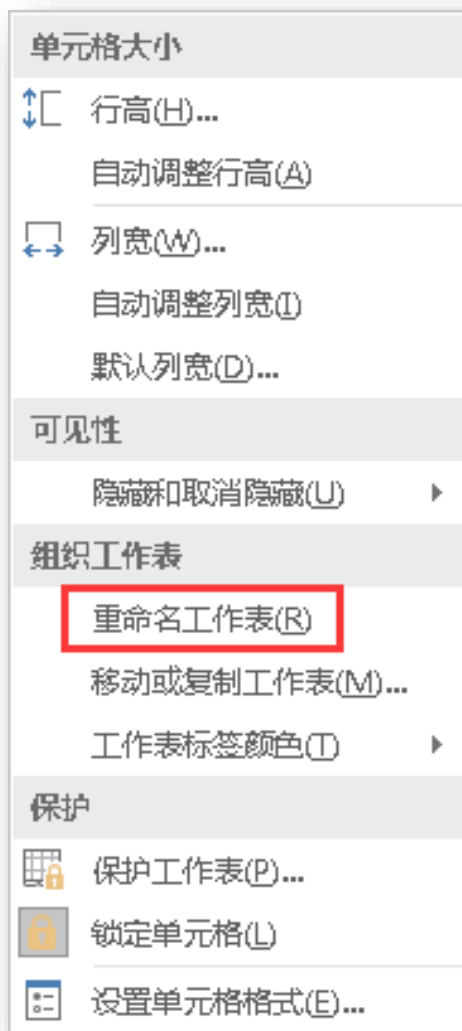 单元格大小
行高(H)...
自动调整行高(A)
列宽(W)...
自动调整列宽(I)
默认列宽(D)...
可见性
隐藏和取消隐藏(U)
组织工作表
重命名工作表(R)
移动或复制工作表(M)...
工作表标签颜色(T)
保护
保护工作表(P)...
锁定单元格(L)
设置单元格格式(E)...